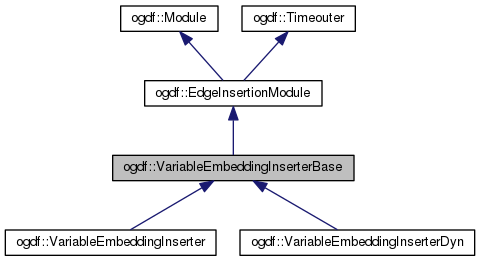 ogdf::Module
ogdf::Timeouter
ogdf::EdgeInsertionModule
ogdf::VariableEmbeddingInserterBase
ogdf::VariableEmbeddingInserter
ogdf::VariableEmbeddingInserterDyn